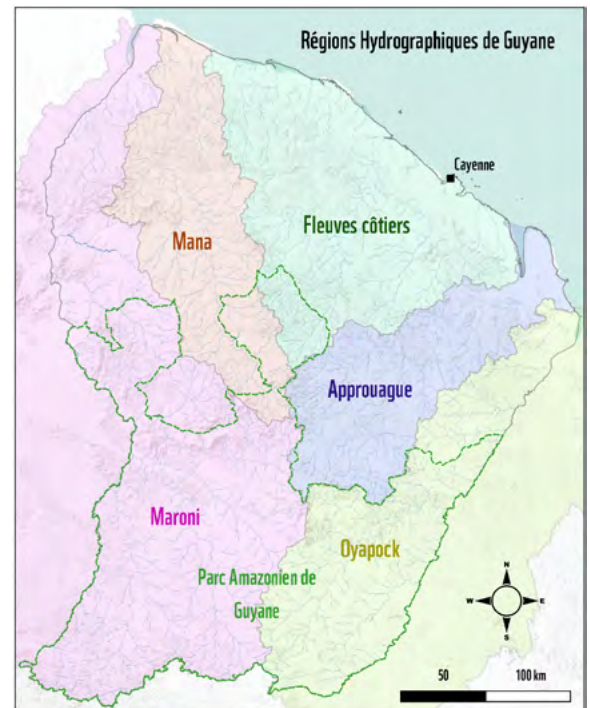 Régions Hydrographiques de Guyane
Cayenne
Fleuves côtiers
Mana
Approuague
Maroni
Oyapock
Parc Amazonien de
Guyane
N
W E
S
50 100 km